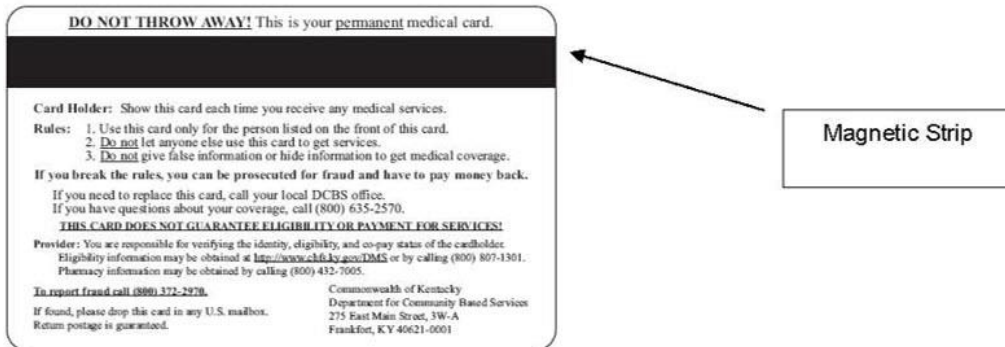 DO NOT THROW AWAY! This is your permanent medical card.
Magnetic Strip
Card Holder: Show this card each time you receive any medical services.
Rules: 1. Use this card only for the person listed on the front of this card.
2. Do not let anyone else use this card to get services.
3. Do not give false information or hide information to get medical coverage.
If you break the rules, you can be prosecuted for fraud and have to pay money back.
If you need to replace this card, call your local DCBS office.
If you have questions about your coverage, call (800) 635-2570.
THIS CARD DOES NOT GUARANTEE ELIGIBILITY OR PAYMENT FOR SERVICES!
Provider: You are responsible for verifying the identity, eligibility, and co-pay status of the cardholder.
Eligibility information may be obtained at http://www.chfs.ky.gov/DMS or by calling (800) 807-1301.
Pharmacy information may be obtained by calling (800) 432-7005.
To report fraud call (800) 372-2970.
If found, please drop this card in any U.S. mailbox.
Return postage is guaranteed.
Commonwealth of Kentucky
Department for Community Based Services
275 East Main Street, 3W-A
Frankfort, KY 40621-0001